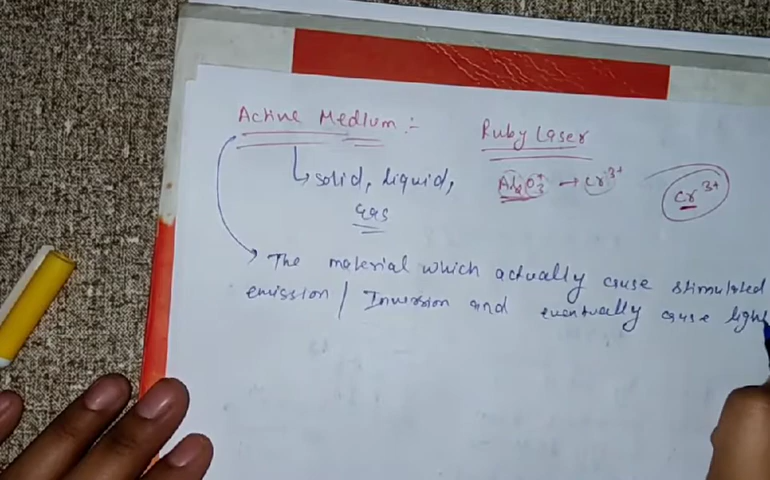 Active Medium :-
Ruby Laser
solid, liquid,
Gas
Al2O3 → Cr3+
Cr3+
The material which actually cause stimulated
emission / Inversion and eventually cause light